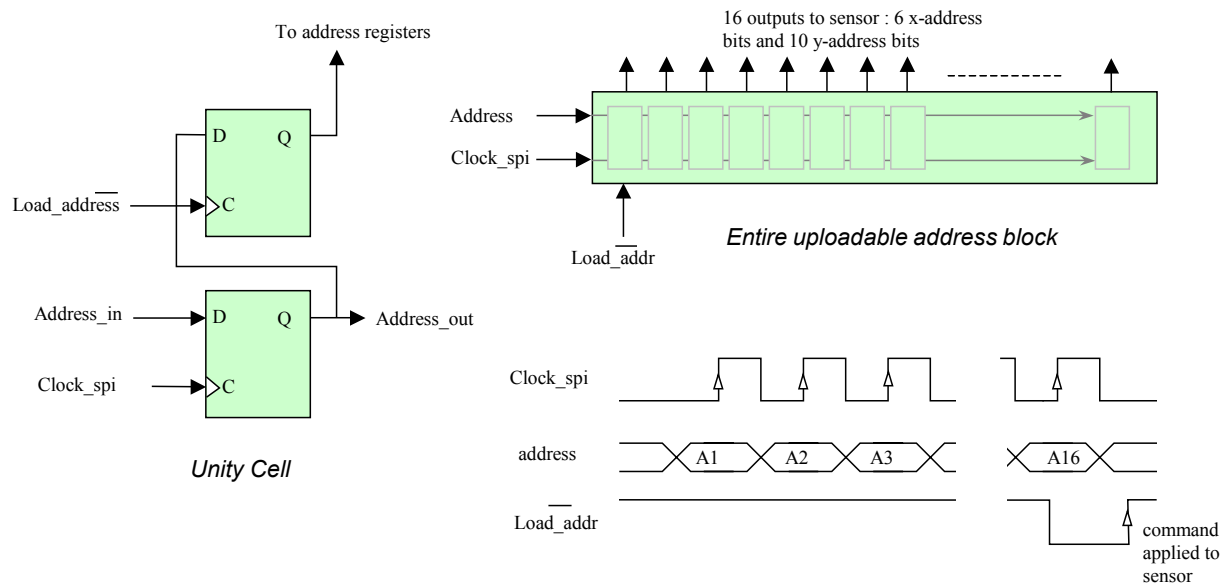 To address registers
D
Q
Load_address
C
Address_in
D
Q
Address_out
Clock_spi
C
Unity Cell
16 outputs to sensor : 6 x-address
bits and 10 y-address bits
Address
Clock_spi
Load_addr
Entire uploadable address block
Clock_spi
address
A1
A2
A3
A16
Load_addr
command
applied to
sensor